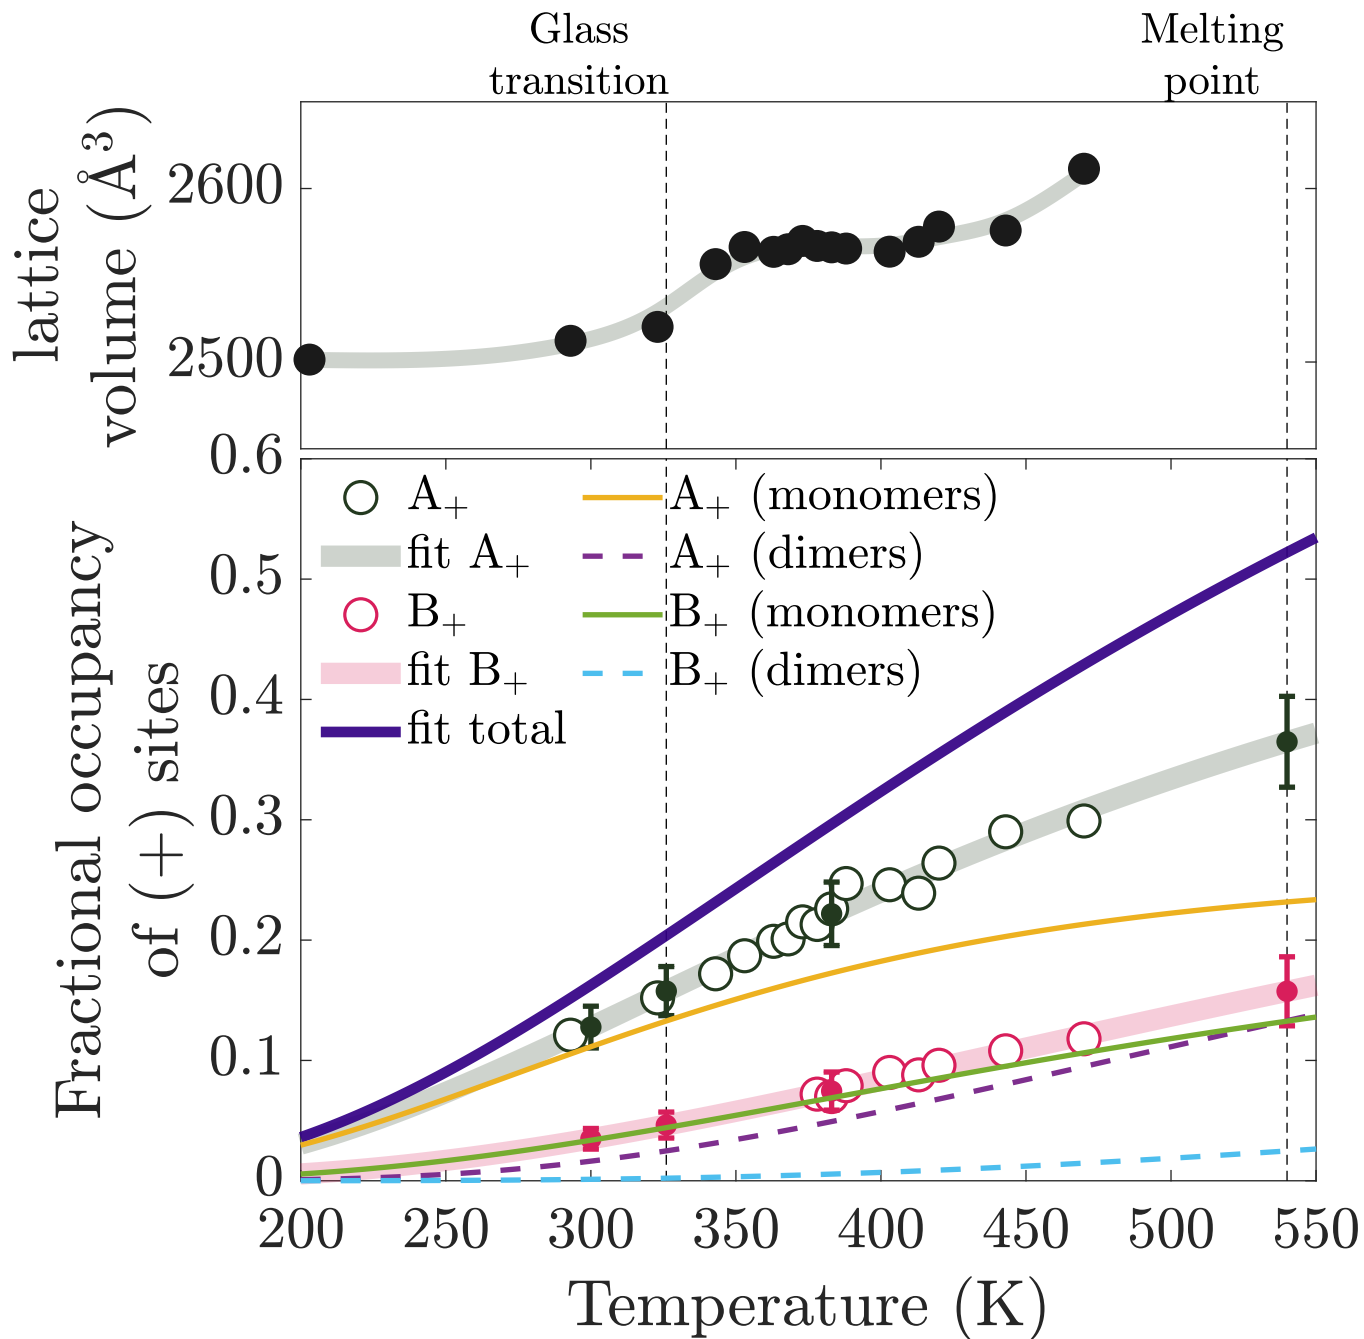 Glass
transition
Melting
point
lattice
volume (Å³)
2600
2500
Fractional occupancy
of (+) sites
0.6
0.5
0.4
0.3
0.2
0.1
0
A₊
fit A₊
B₊
fit B₊
fit total
A₊ (monomers)
A₊ (dimers)
B₊ (monomers)
B₊ (dimers)
200 250 300 350 400 450 500 550
Temperature (K)